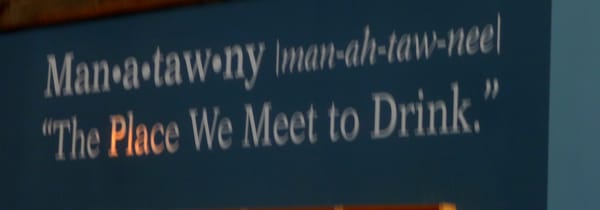 Man•a•taw•ny |man-ah-taw-nee|
“The Place We Meet to Drink.”